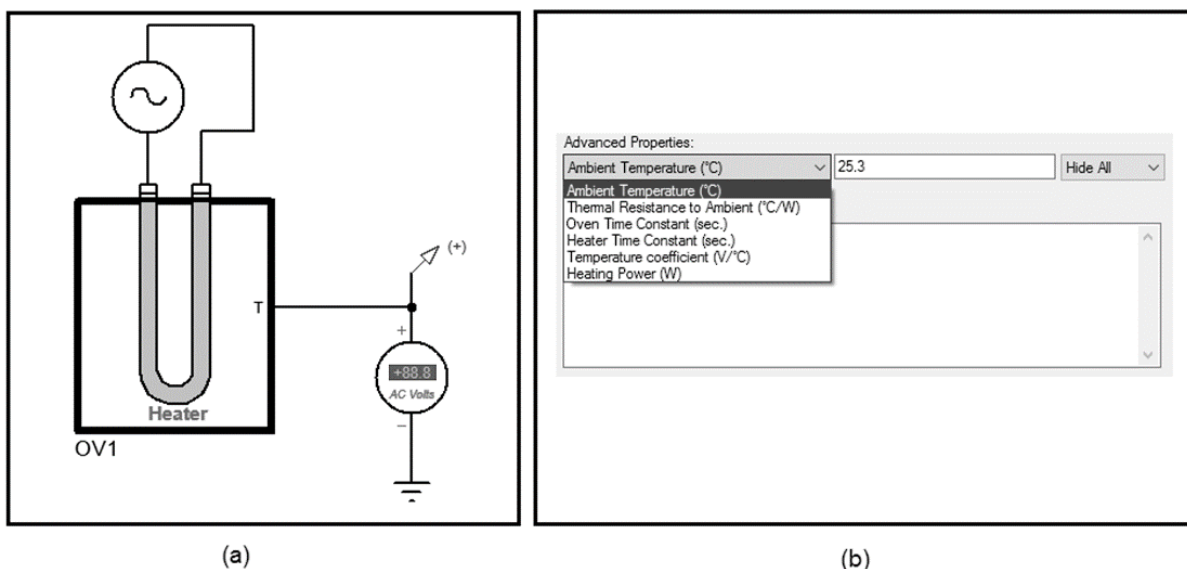 (+)
T
+
+88.8
AC Volts
−
Heater
OV1
(a)
Advanced Properties:
Ambient Temperature (°C) 25.3 Hide All
Ambient Temperature (°C)
Thermal Resistance to Ambient (°C/W)
Oven Time Constant (sec.)
Heater Time Constant (sec.)
Temperature coefficient (V/°C)
Heating Power (W)
(b)